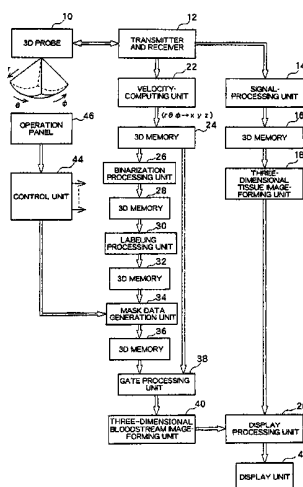 10
12
3D PROBE
TRANSMITTER
AND RECEIVER
r
θ
ϕ
22
14
46
VELOCITY-
COMPUTING UNIT
SIGNAL-
PROCESSING UNIT
OPERATION
PANEL
(rθϕ→xyz)
24
16
44
3D MEMORY
3D MEMORY
26
18
CONTROL UNIT
BINARIZATION
PROCESSING UNIT
THREE-
DIMENSIONAL
TISSUE IMAGE-
FORMING UNIT
28
3D MEMORY
30
LABELING
PROCESSING UNIT
32
3D MEMORY
34
MASK DATA
GENERATION UNIT
36
3D MEMORY
38
GATE PROCESSING
UNIT
40
20
THREE-DIMENSIONAL
BLOODSTREAM IMAGE-
FORMING UNIT
DISPLAY
PROCESSING UNIT
DISPLAY UNIT